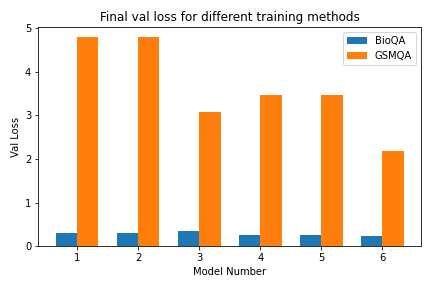 Final val loss for different training methods
BioQA
GSMQA
Val Loss
5
4
3
2
1
0
1 2 3 4 5 6
Model Number